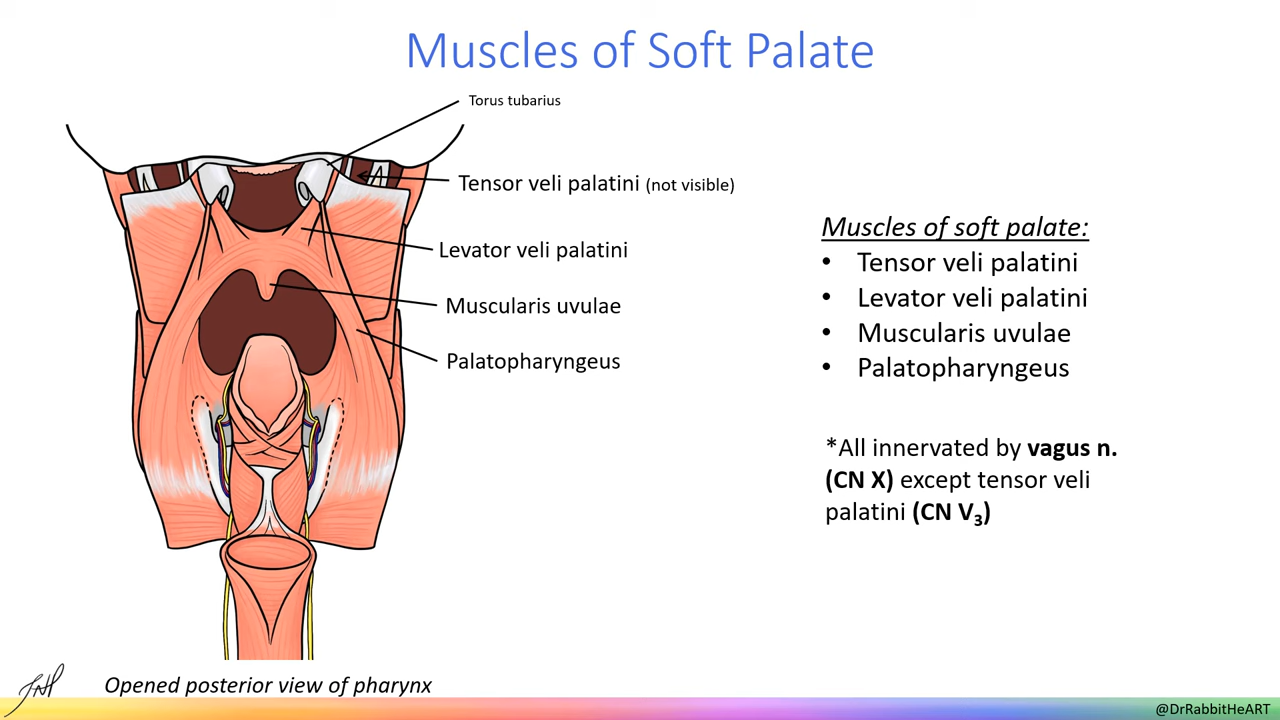 Muscles of Soft Palate
Torus tubarius
Tensor veli palatini (not visible)
Levator veli palatini
Muscularis uvulae
Palatopharyngeus
Muscles of soft palate:
• Tensor veli palatini
• Levator veli palatini
• Muscularis uvulae
• Palatopharyngeus
*All innervated by vagus n.
(CN X) except tensor veli
palatini (CN V₃)
Opened posterior view of pharynx
@DrRabbitHeART